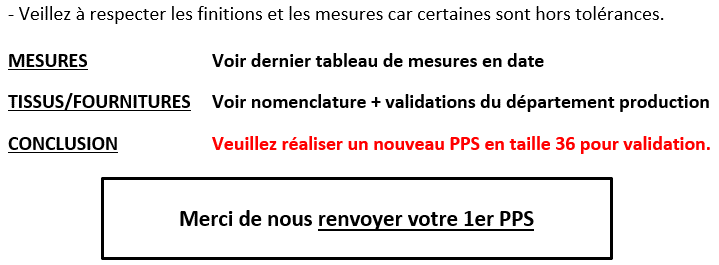 - Veillez à respecter les finitions et les mesures car certaines sont hors tolérances.
MESURES Voir dernier tableau de mesures en date
TISSUS/FOURNITURES Voir nomenclature + validations du département production
CONCLUSION Veuillez réaliser un nouveau PPS en taille 36 pour validation.
Merci de nous renvoyer votre 1er PPS